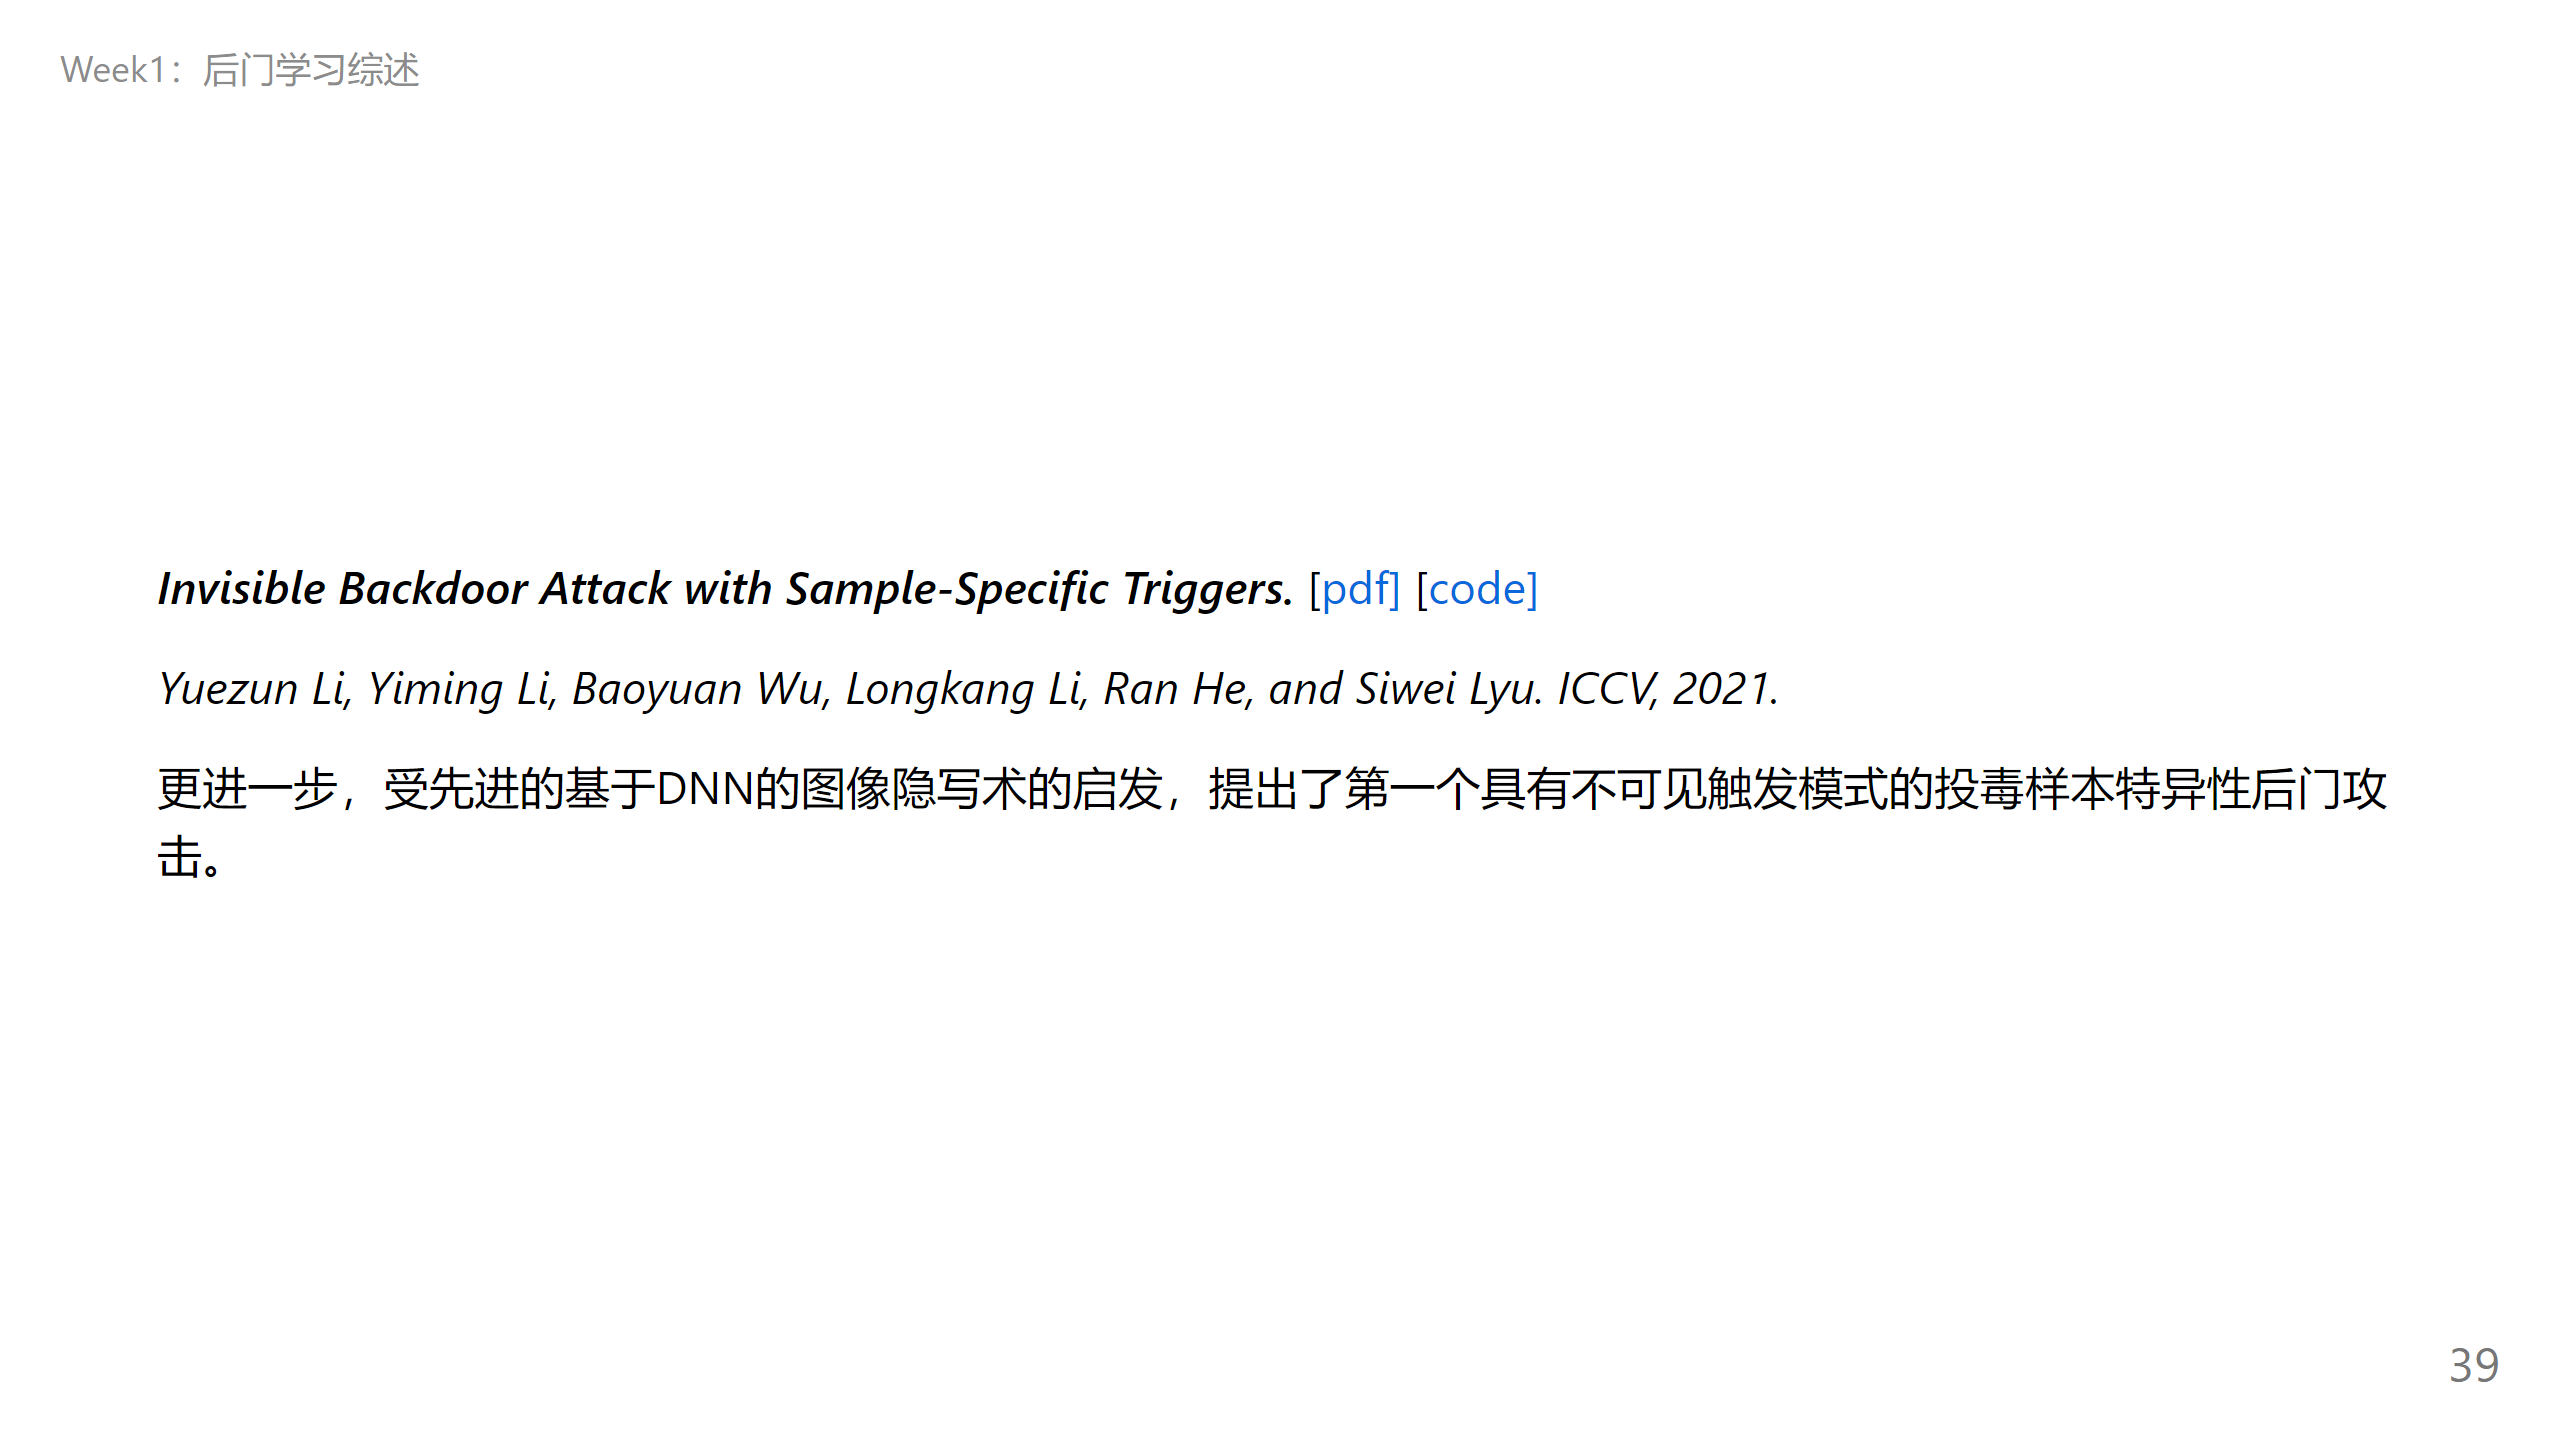 Week1：后门学习综述
Invisible Backdoor Attack with Sample-Specific Triggers. [pdf] [code]
Yuezun Li, Yiming Li, Baoyuan Wu, Longkang Li, Ran He, and Siwei Lyu. ICCV, 2021.
更进一步，受先进的基于DNN的图像隐写术的启发，提出了第一个具有不可见触发模式的投毒样本特异性后门攻
击。
39